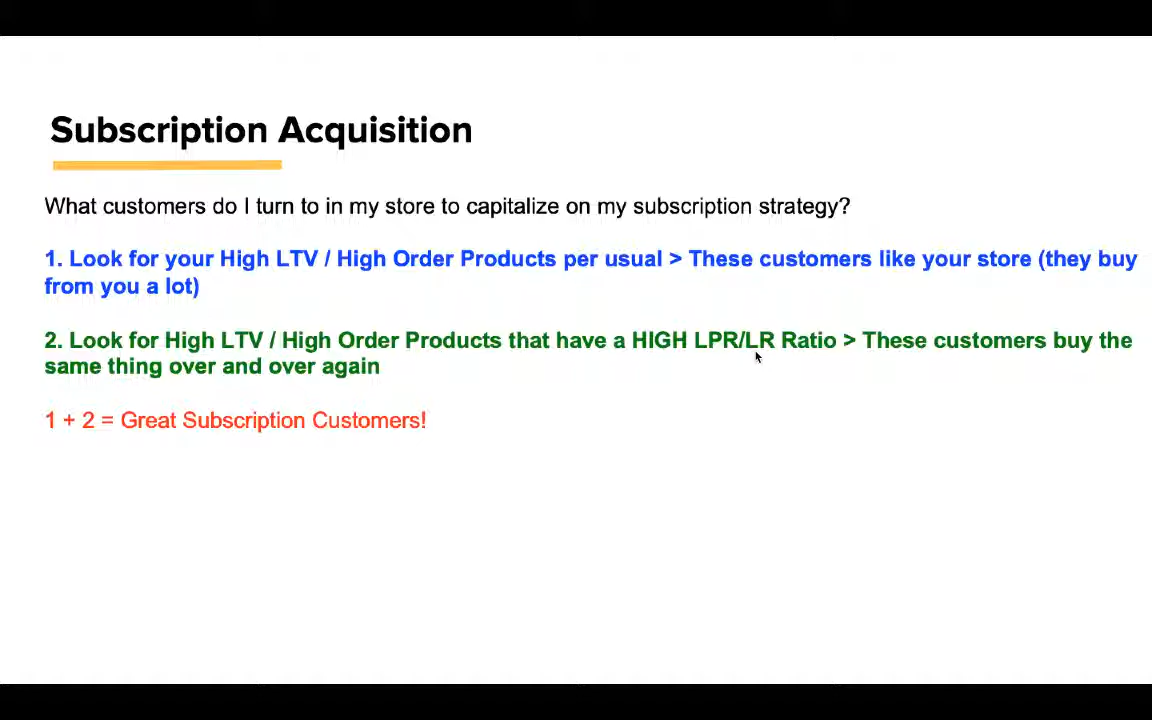 Subscription Acquisition
What customers do I turn to in my store to capitalize on my subscription strategy?
1. Look for your High LTV / High Order Products per usual > These customers like your store (they buy
from you a lot)
2. Look for High LTV / High Order Products that have a HIGH LPR/LR Ratio > These customers buy the
same thing over and over again
1 + 2 = Great Subscription Customers!